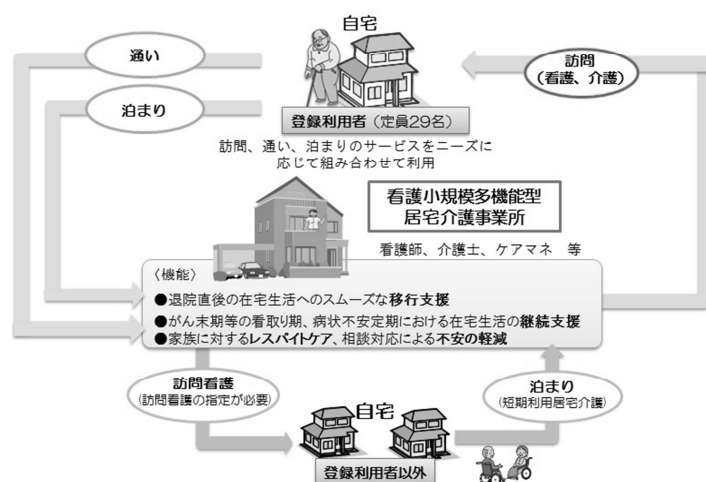 自宅
通い
訪問
（看護、介護）
泊まり
登録利用者（定員29名）
訪問、通い、泊まりのサービスをニーズに
応じて組み合わせて利用
看護小規模多機能型
居宅介護事業所
看護師、介護士、ケアマネ　等
〈機能〉
●退院直後の在宅生活へのスムーズな移行支援
●がん末期等の看取り期、病状不安定期における在宅生活の継続支援
●家族に対するレスパイトケア、相談対応による不安の軽減
訪問看護
（訪問看護の指定が必要）
泊まり
（短期利用居宅介護）
自宅
登録利用者以外